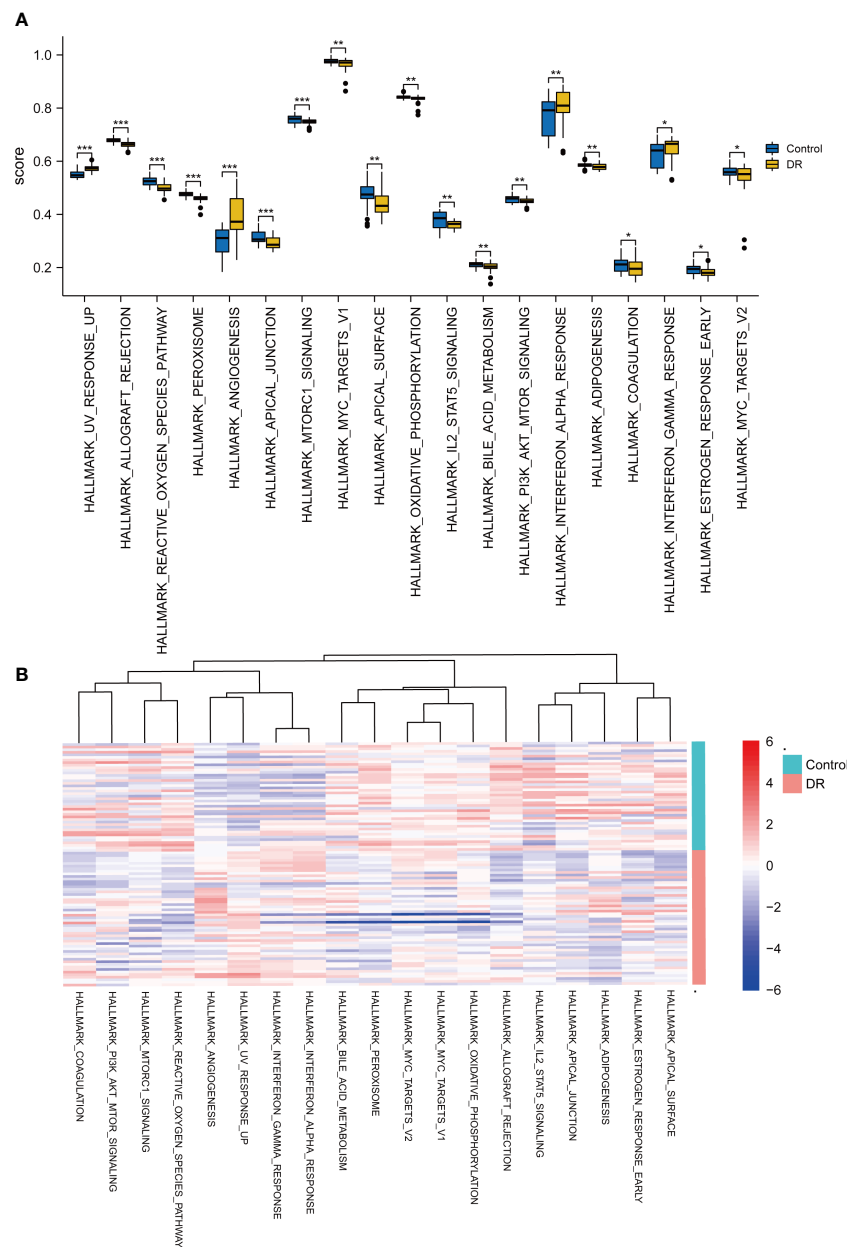 A
*** *** *** *** *** *** *** ** ** ** ** ** ** ** ** * * * *
score
1.0
0.8
0.6
0.4
0.2
Control
DR
HALLMARK_UV_RESPONSE_UP
HALLMARK_ALLOGRAFT_REJECTION
HALLMARK_REACTIVE_OXYGEN_SPECIES_PATHWAY
HALLMARK_PEROXISOME
HALLMARK_ANGIOGENESIS
HALLMARK_APICAL_JUNCTION
HALLMARK_MTORC1_SIGNALING
HALLMARK_MYC_TARGETS_V1
HALLMARK_APICAL_SURFACE
HALLMARK_OXIDATIVE_PHOSPHORYLATION
HALLMARK_IL2_STAT5_SIGNALING
HALLMARK_BILE_ACID_METABOLISM
HALLMARK_PI3K_AKT_MTOR_SIGNALING
HALLMARK_INTERFERON_ALPHA_RESPONSE
HALLMARK_ADIPOGENESIS
HALLMARK_COAGULATION
HALLMARK_INTERFERON_GAMMA_RESPONSE
HALLMARK_ESTROGEN_RESPONSE_EARLY
HALLMARK_MYC_TARGETS_V2
B
6
4
2
0
−2
−4
−6
.
Control
DR
.
HALLMARK_COAGULATION
HALLMARK_PI3K_AKT_MTOR_SIGNALING
HALLMARK_MTORC1_SIGNALING
HALLMARK_REACTIVE_OXYGEN_SPECIES_PATHWAY
HALLMARK_ANGIOGENESIS
HALLMARK_UV_RESPONSE_UP
HALLMARK_INTERFERON_GAMMA_RESPONSE
HALLMARK_INTERFERON_ALPHA_RESPONSE
HALLMARK_BILE_ACID_METABOLISM
HALLMARK_PEROXISOME
HALLMARK_MYC_TARGETS_V2
HALLMARK_MYC_TARGETS_V1
HALLMARK_OXIDATIVE_PHOSPHORYLATION
HALLMARK_ALLOGRAFT_REJECTION
HALLMARK_IL2_STAT5_SIGNALING
HALLMARK_APICAL_JUNCTION
HALLMARK_ADIPOGENESIS
HALLMARK_ESTROGEN_RESPONSE_EARLY
HALLMARK_APICAL_SURFACE